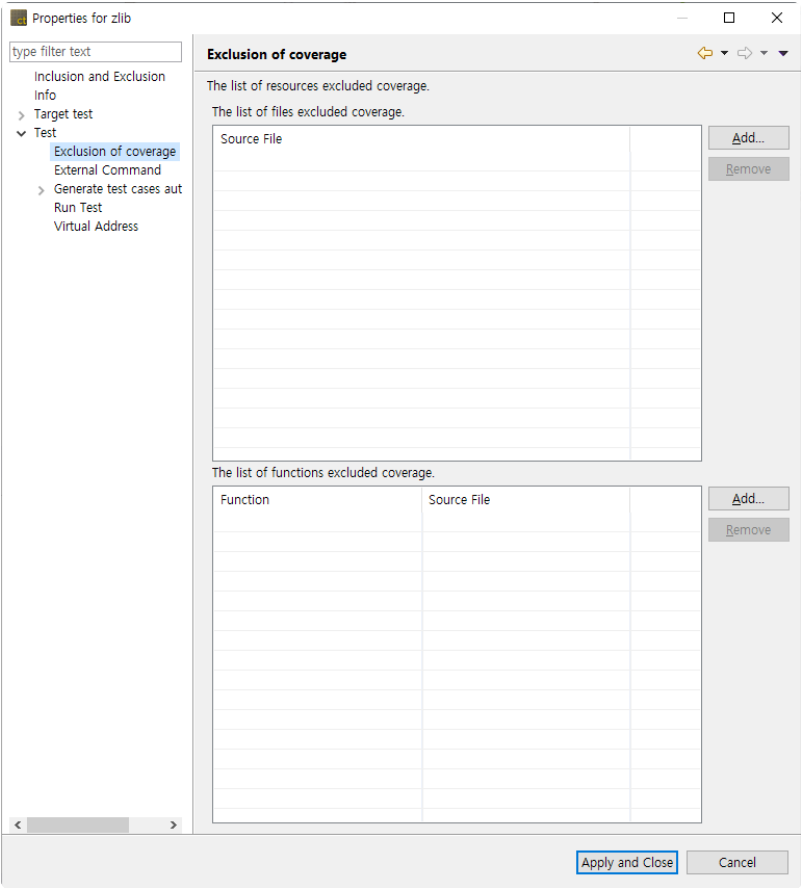 ct Properties for zlib
type filter text
Inclusion and Exclusion
Info
Target test
Test
Exclusion of coverage
External Command
Generate test cases aut
Run Test
Virtual Address
Exclusion of coverage
The list of resources excluded coverage.
The list of files excluded coverage.
Source File
Add...
Remove
The list of functions excluded coverage.
Function Source File
Add...
Remove
Apply and Close Cancel